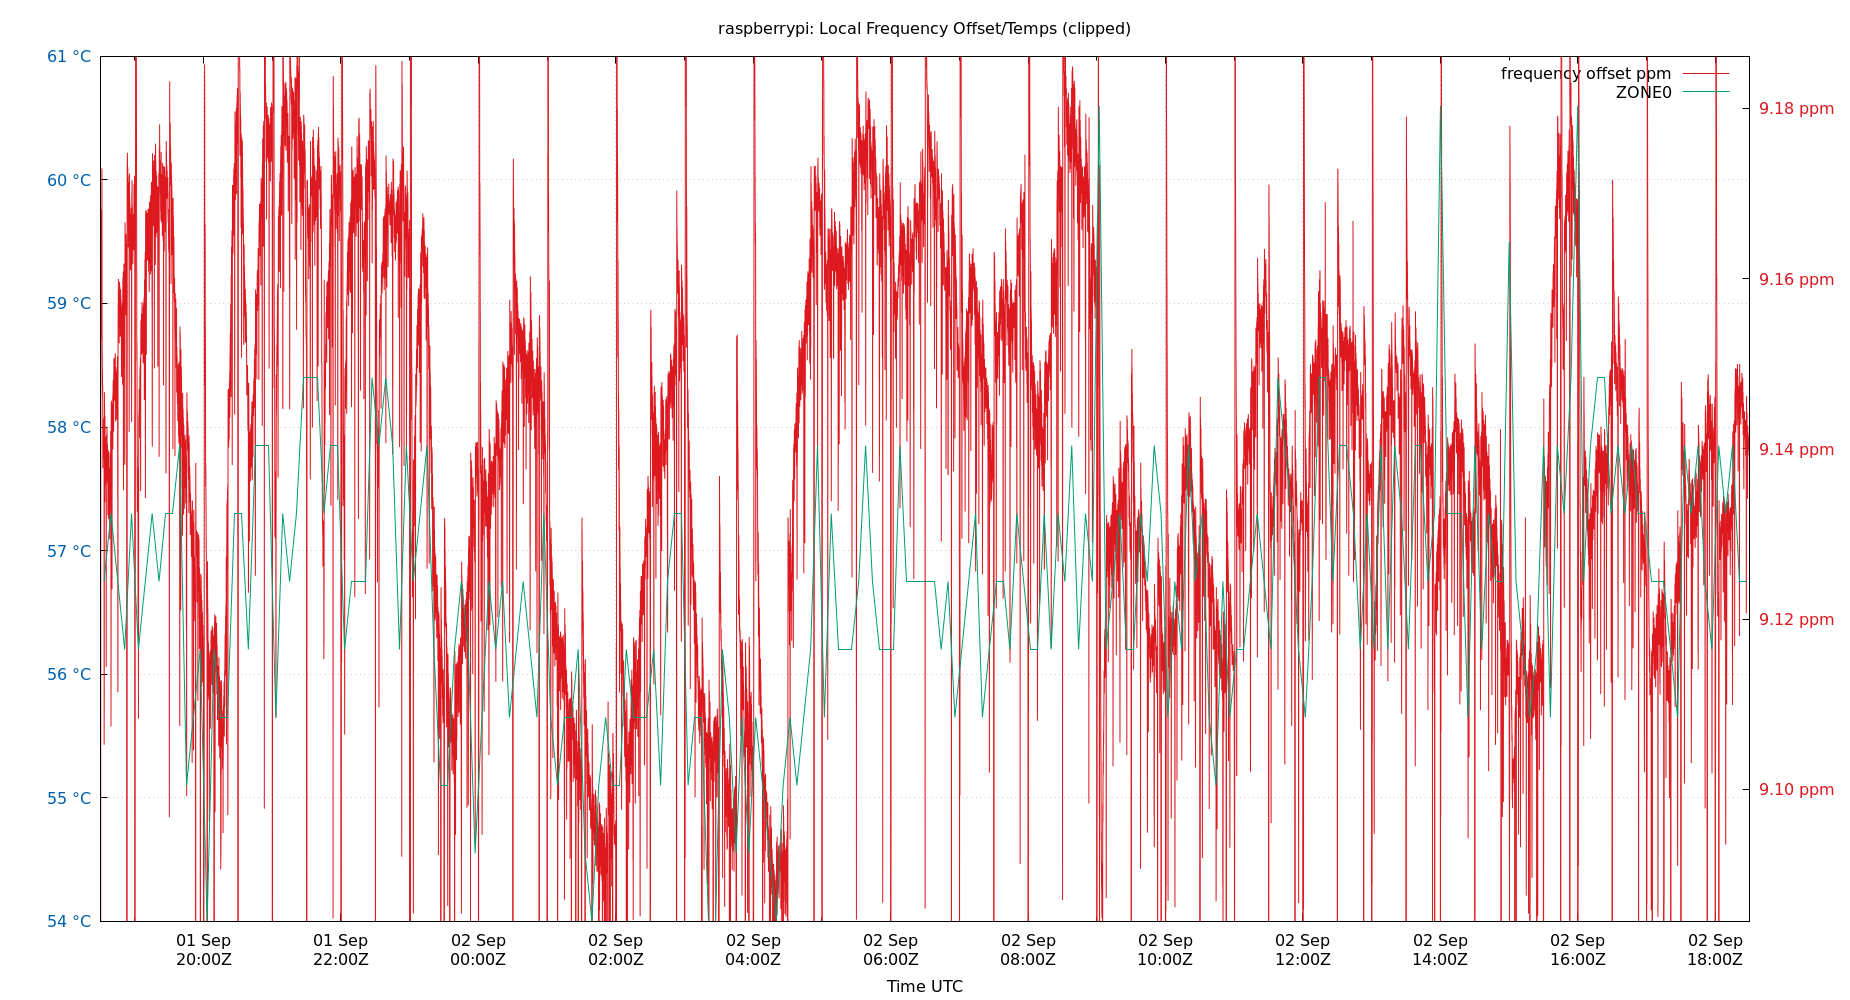 raspberrypi: Local Frequency Offset/Temps (clipped)
61 °C
60 °C
59 °C
58 °C
57 °C
56 °C
55 °C
54 °C
frequency offset ppm
ZONE0
9.18 ppm
9.16 ppm
9.14 ppm
9.12 ppm
9.10 ppm
01 Sep 01 Sep 02 Sep 02 Sep 02 Sep 02 Sep 02 Sep 02 Sep 02 Sep 02 Sep 02 Sep 02 Sep
20:00Z 22:00Z 00:00Z 02:00Z 04:00Z 06:00Z 08:00Z 10:00Z 12:00Z 14:00Z 16:00Z 18:00Z
Time UTC